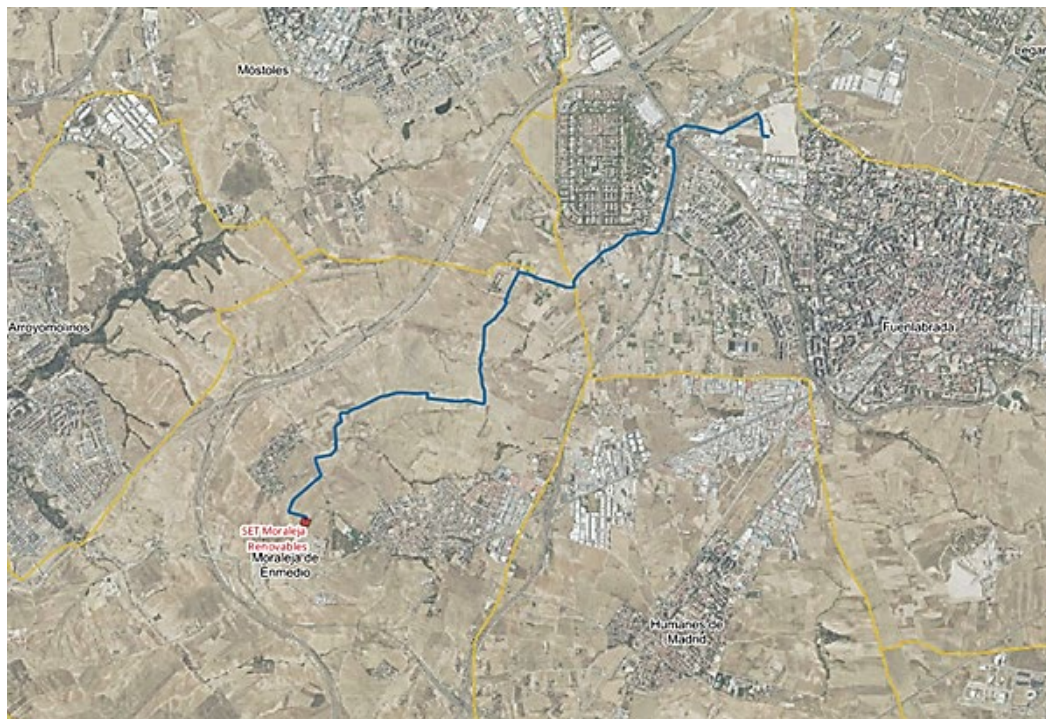 Móstoles
Arroyomolinos
Fuenlabrada
SET Moraleja
Renovables
Moraleja de
Enmedio
Humanes de
Madrid